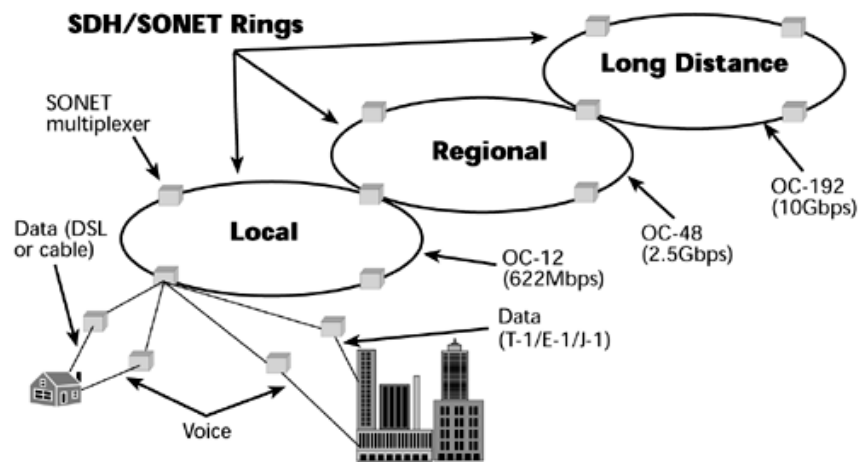 SDH/SONET Rings
Long Distance
SONET
multiplexer
Regional
OC-192
(10Gbps)
Data (DSL
or cable)
Local
OC-48
(2.5Gbps)
OC-12
(622Mbps)
Data
(T-1/E-1/J-1)
Voice